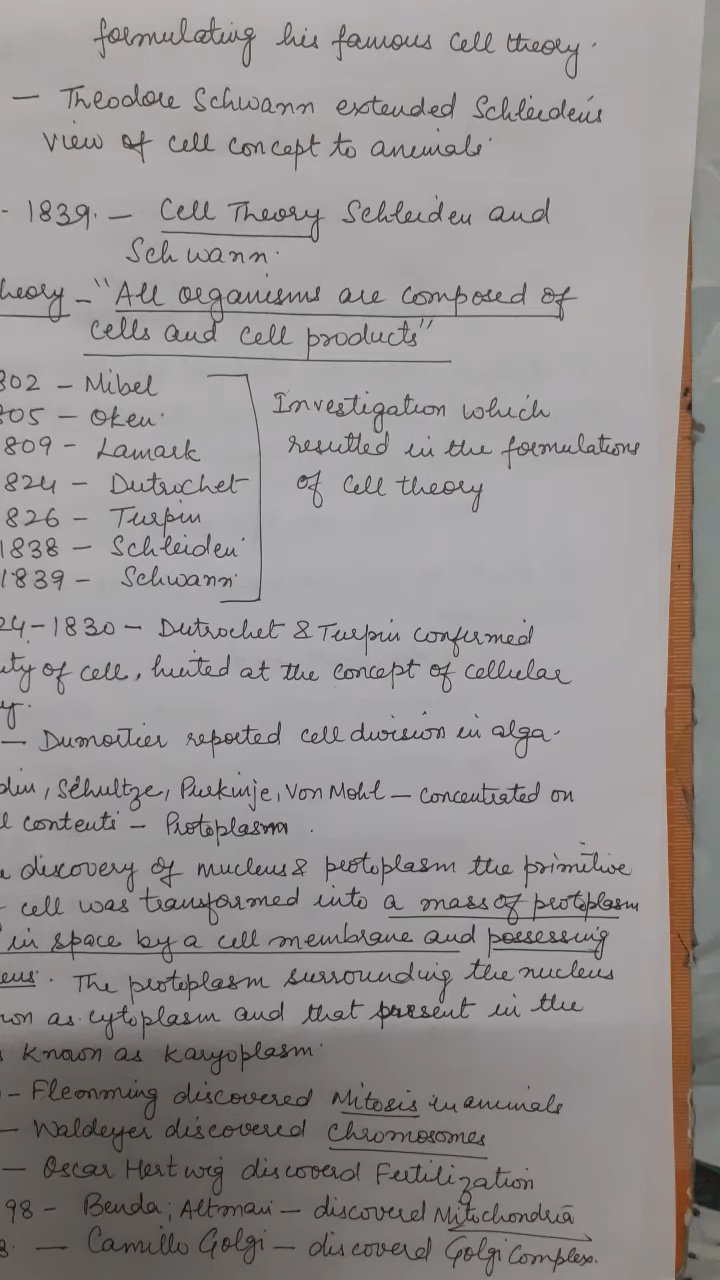 formulating his famous cell theory.
— Theodore Schwann extended Schleiden's
view of cell concept to animals.
- 1839. — Cell Theory Schleiden and
Schwann.
heory - "All organisms are composed of
cells and cell products"
802 - Mibel
805 - Oken.
809 - Lamark
824 - Dutrochet
826 - Turpin
1838 - Schleiden
1839 - Schwann
Investigation which
resulted in the formulations
of cell theory
24-1830 - Dutrochet & Turpin confirmed
ity of cell, hinted at the concept of cellular
y.
— Dumortier reported cell division in alga.
din, Schultze, Purkinje, Von Mohl — concentrated on
l contents — Protoplasm.
e discovery of nucleus & protoplasm the primitive
cell was transformed into a mass of protoplasm
in space by a cell membrane and possessing
eus. The protoplasm surrounding the nucleus
wn as cytoplasm and that present in the
s known as karyoplasm.
- Flemming discovered Mitosis in animals
— Waldeyer discovered chromosomes
— Oscar Hertwig discoverd Fertilization
98 - Benda; Altman — discovered Mitochondria
8. — Camillo Golgi — discoverd Golgi Complex.